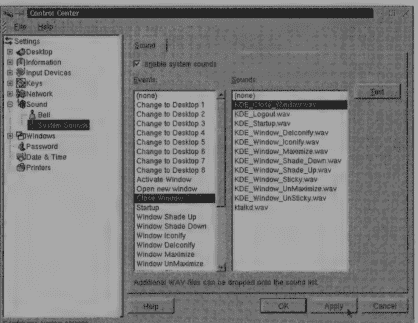 Control Center
File Help
Settings
Desktop
Information
Input Devices
Keys
Network
Sound
Bell
System Sounds
Windows
Password
Date & Time
Printers
Sound
Enable system sounds
Events:
(none)
Change to Desktop 1
Change to Desktop 2
Change to Desktop 3
Change to Desktop 4
Change to Desktop 5
Change to Desktop 6
Change to Desktop 7
Change to Desktop 8
Activate Window
Open new window
Close Window
Startup
Window Shade Up
Window Shade Down
Window Iconify
Window DeIconify
Window Maximize
Window UnMaximize
Sounds:
(none)
KDE_Close_Window.wav
KDE_Logout.wav
KDE_Startup.wav
KDE_Window_DeIconify.wav
KDE_Window_Iconify.wav
KDE_Window_Maximize.wav
KDE_Window_Shade_Down.wav
KDE_Window_Shade_Up.wav
KDE_Window_Sticky.wav
KDE_Window_UnMaximize.wav
KDE_Window_UnSticky.wav
ktalkd.wav
Test
Additional WAV files can be dropped onto the sound list.
Help
OK
Apply
Cancel